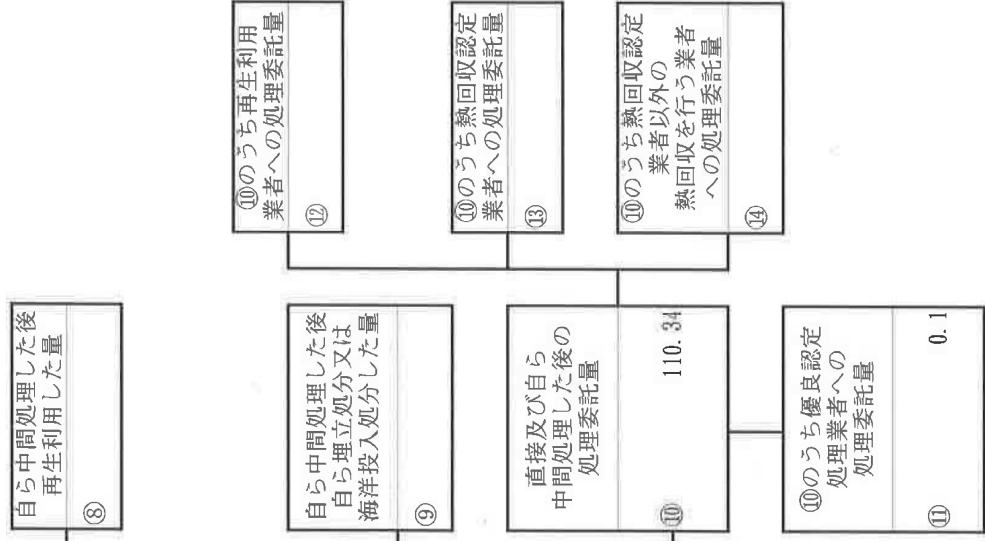 自ら中間処理した後
再生利用した量
⑧
自ら中間処理した後
自ら埋立処分又は
海洋投入処分した量
⑨
直接及び自ら
中間処理した後の
処理委託量
⑩ 110.34
⑩のうち優良認定
処理業者への
処理委託量
⑪ 0.1
⑩のうち再生利用
業者への処理委託量
⑫
⑩のうち熱回収認定
業者への処理委託量
⑬
⑩のうち熱回収認定
業者以外の
熱回収を行う業者
への処理委託量
⑭